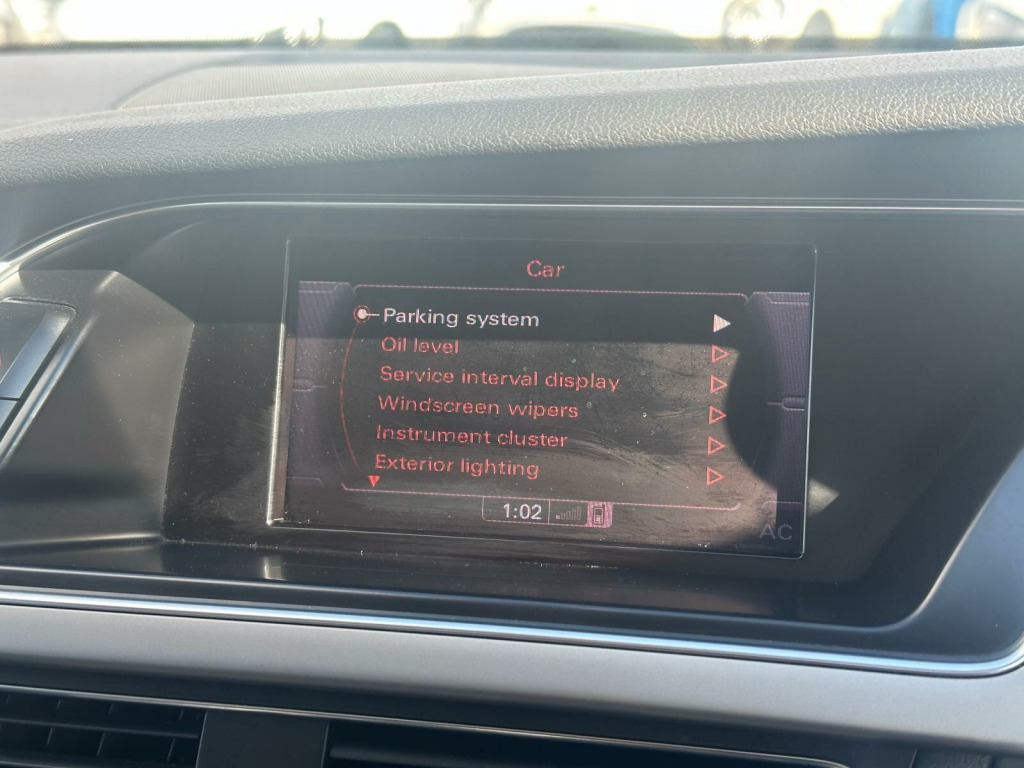 Car
Parking system
Oil level
Service interval display
Windscreen wipers
Instrument cluster
Exterior lighting
1:02
AC